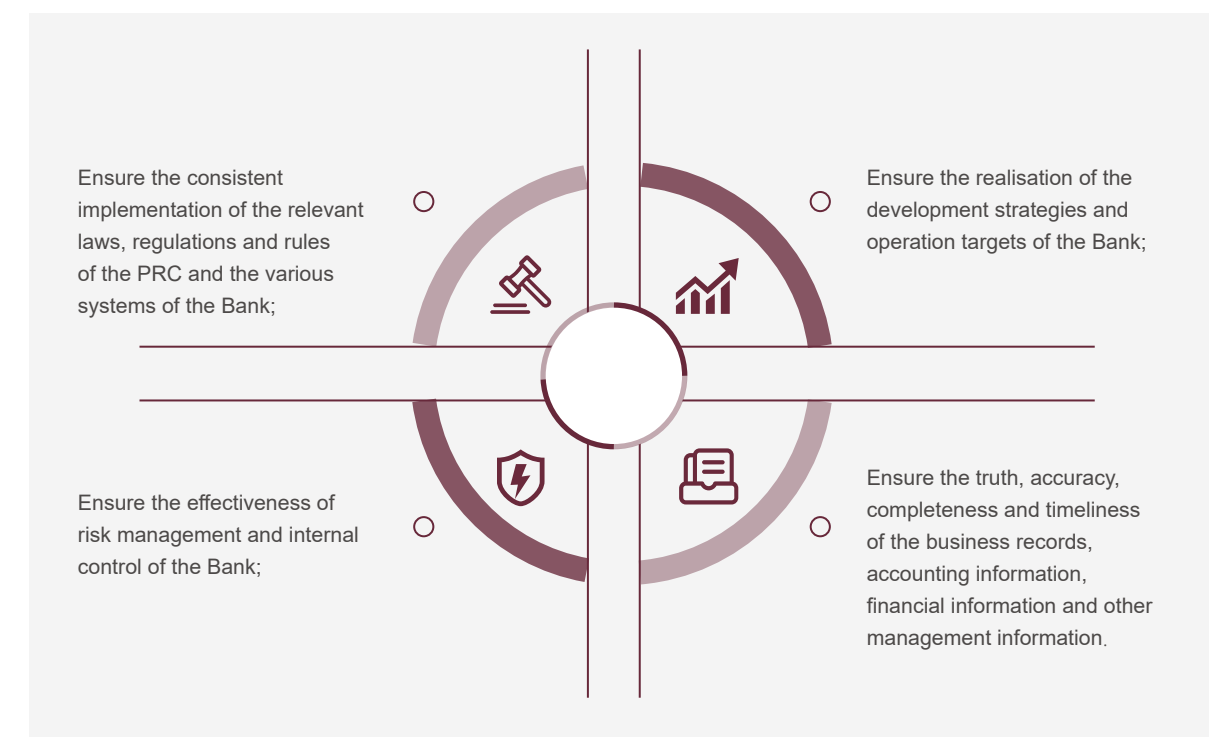 Ensure the consistent
implementation of the relevant
laws, regulations and rules
of the PRC and the various
systems of the Bank;
Ensure the realisation of the
development strategies and
operation targets of the Bank;
Ensure the effectiveness of
risk management and internal
control of the Bank;
Ensure the truth, accuracy,
completeness and timeliness
of the business records,
accounting information,
financial information and other
management information.